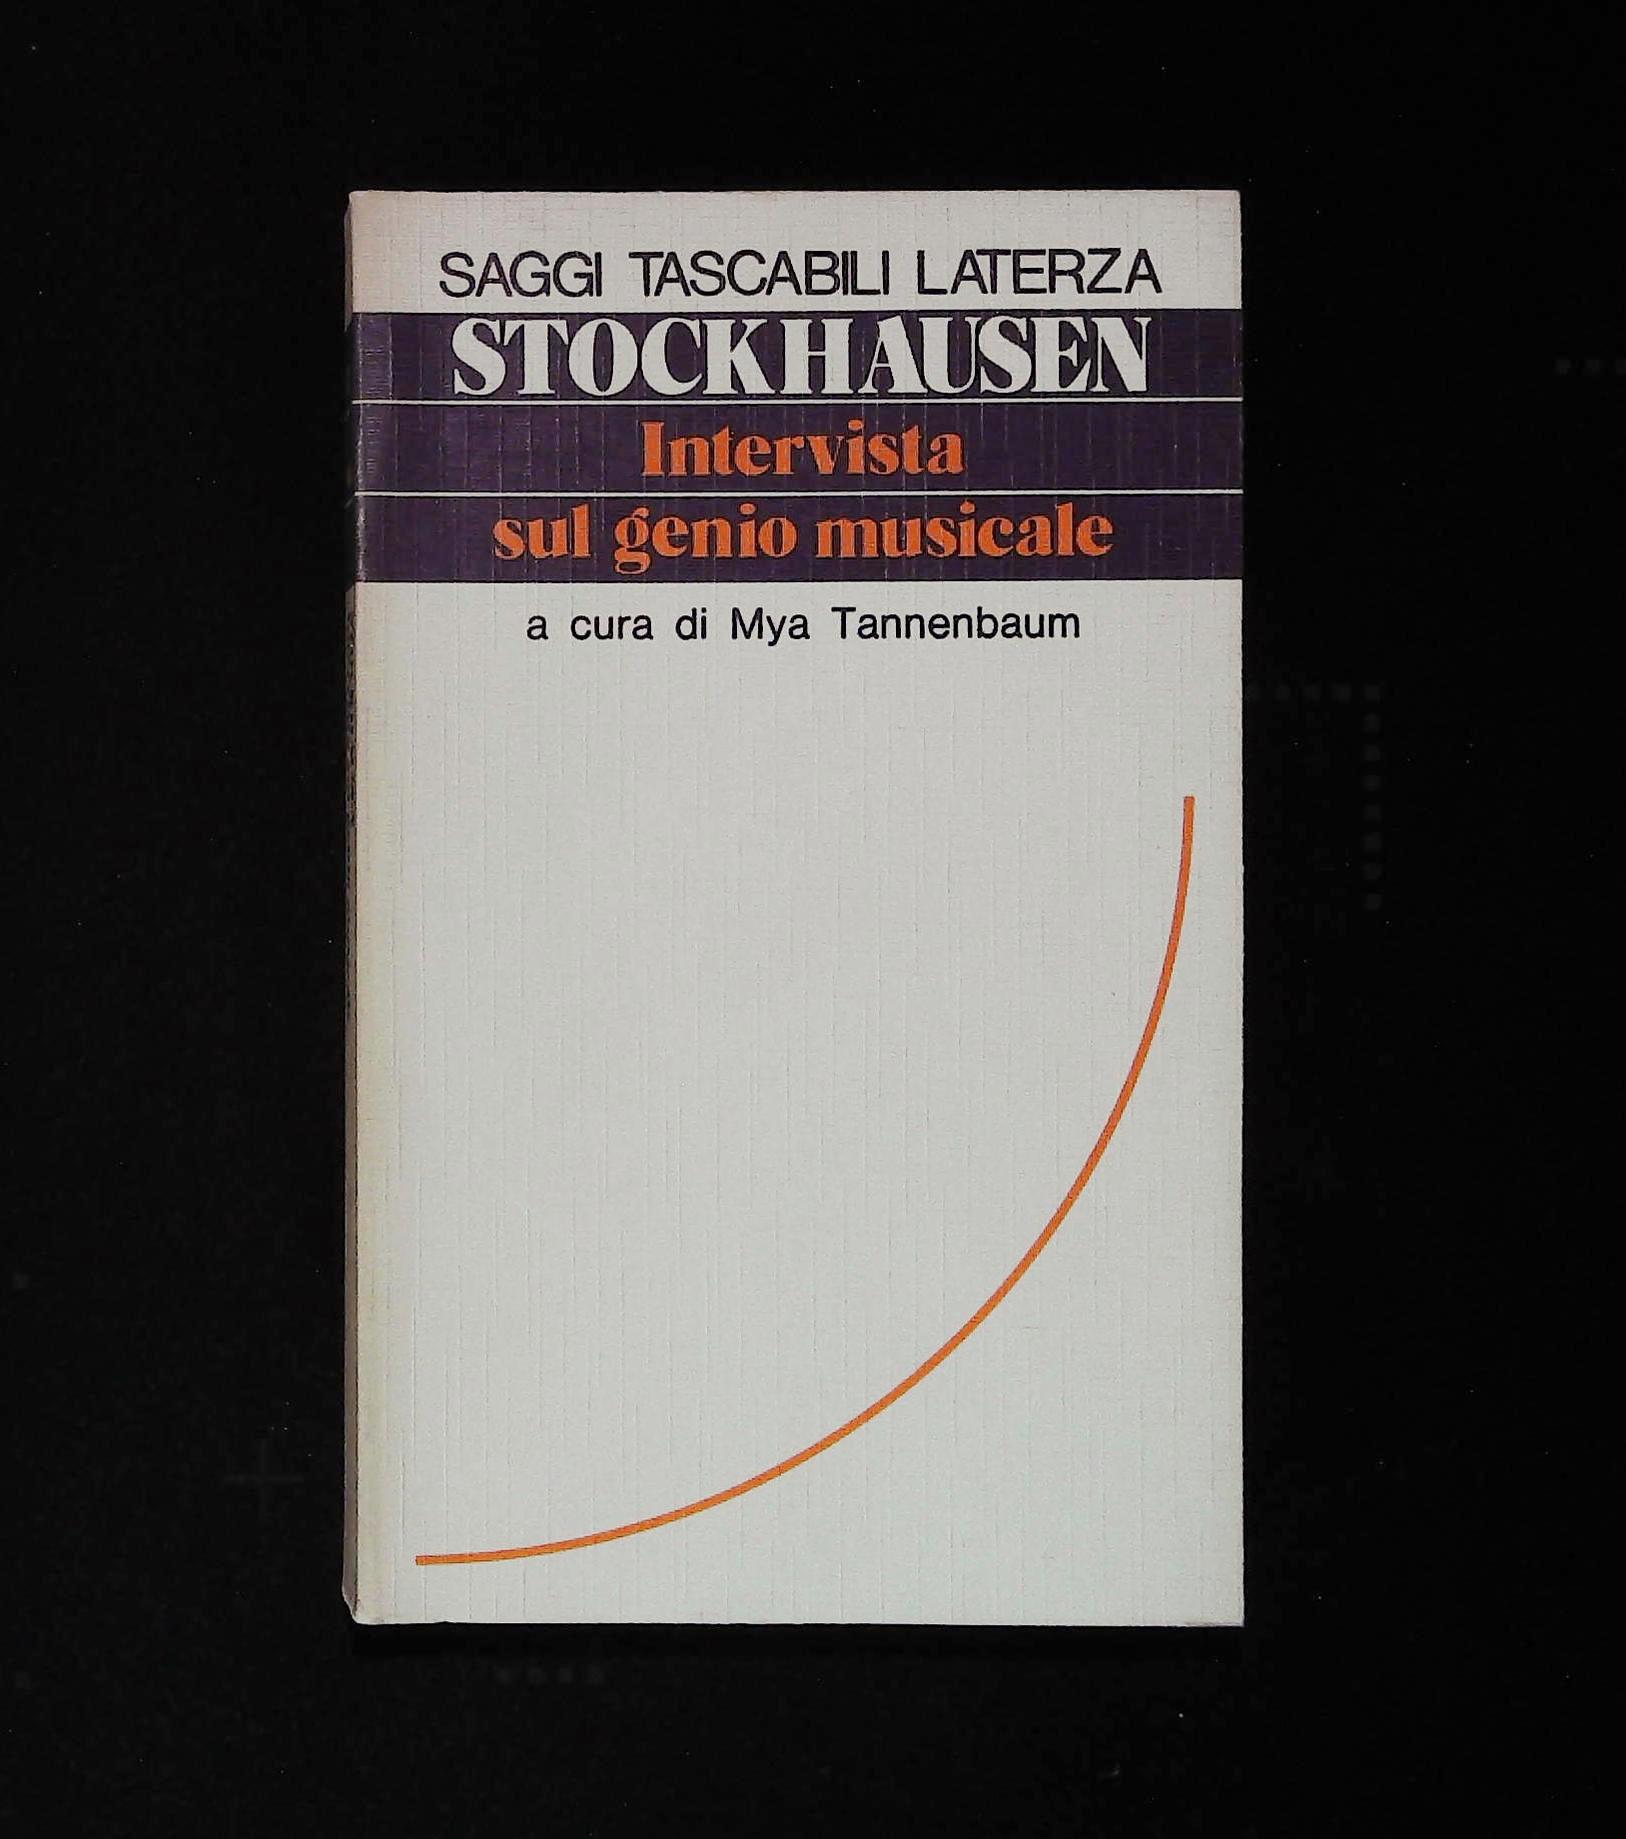 SAGGI TASCABILI LATERZA
STOCKHAUSEN
Intervista
sul genio musicale
a cura di Mya Tannenbaum